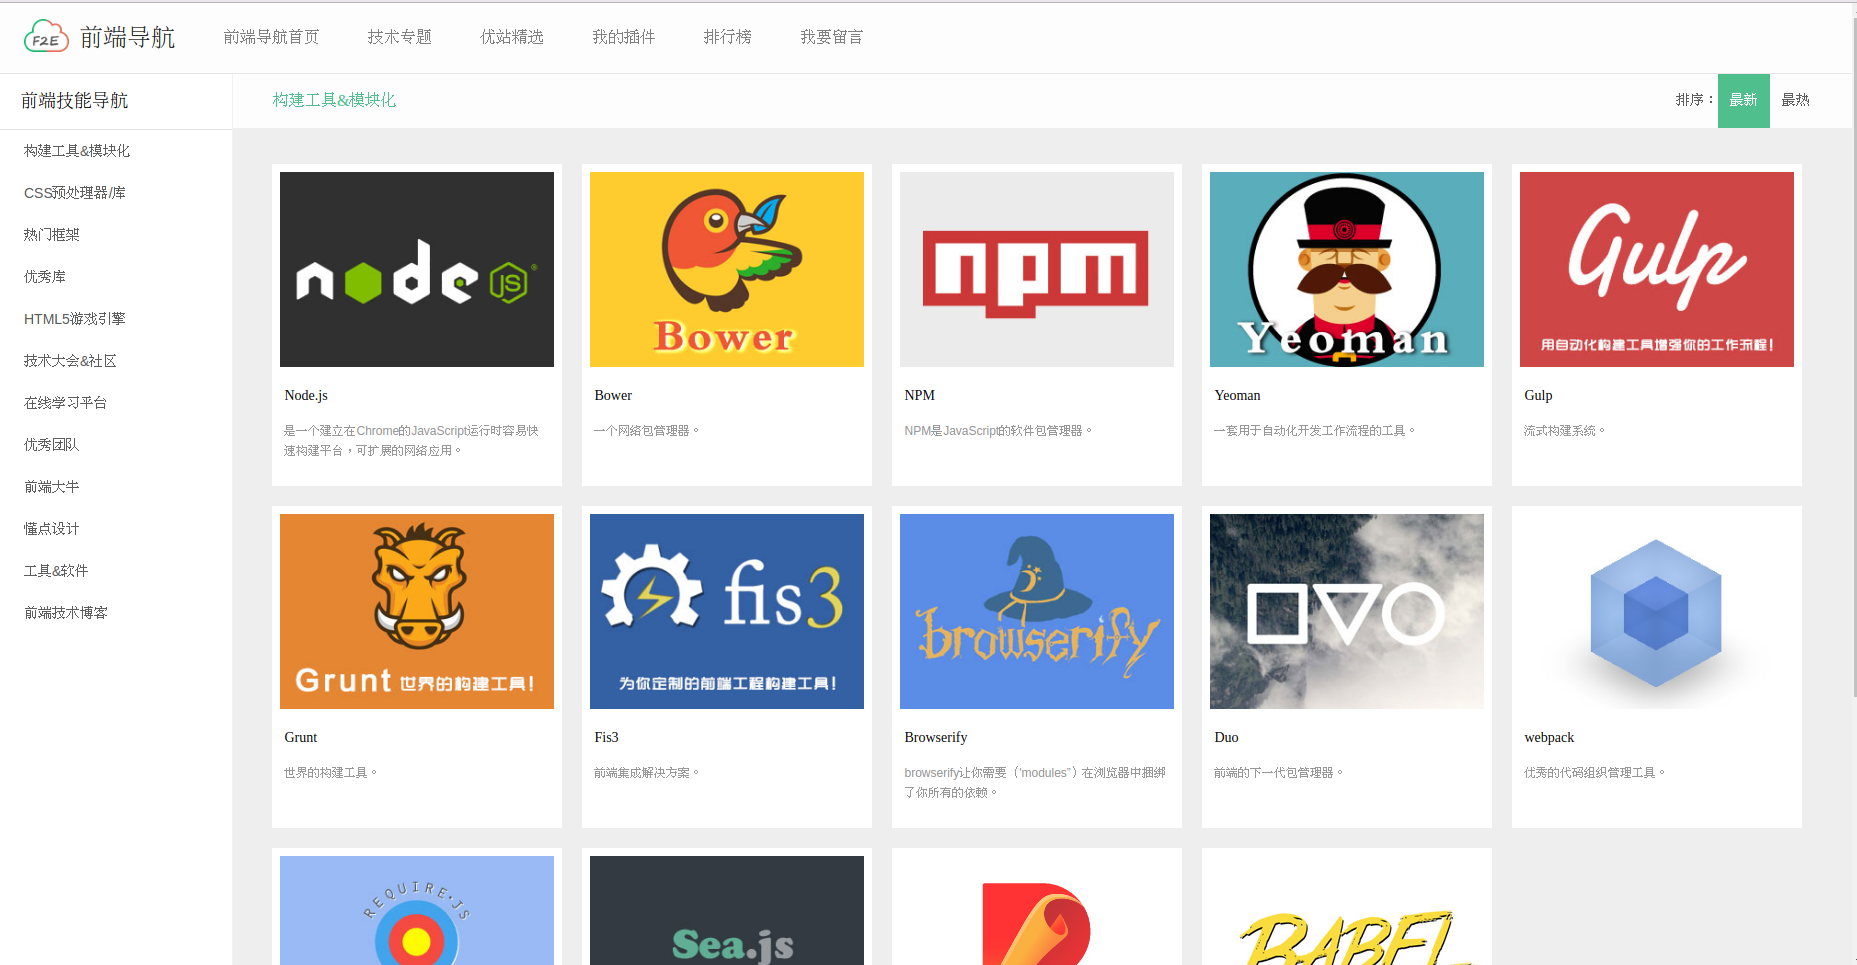 F2E 前端导航 前端导航首页 技术专题 优站精选 我的插件 排行榜 我要留言
前端技能导航
构建工具&模块化
CSS预处理器/库
热门框架
优秀库
HTML5游戏引擎
技术大会&社区
在线学习平台
优秀团队
前端大牛
懂点设计
工具&软件
前端技术博客
构建工具&模块化 排序： 最新 最热
node JS
Bower
npm
Yeoman
Gulp
用自动化构建工具增强你的工作流程!
Node.js
是一个建立在Chrome的JavaScript运行时容易快
速构建平台，可扩展的网络应用。
Bower
一个网络包管理器。
NPM
NPM是JavaScript的软件包管理器。
Yeoman
一套用于自动化开发工作流程的工具。
Gulp
流式构建系统。
Grunt 世界的构建工具!
fis3
为你定制的前端工程构建工具!
browserify
Grunt
世界的构建工具。
Fis3
前端集成解决方案。
Browserify
browserify让你需要（'modules"）在浏览器中捆绑
了你所有的依赖。
Duo
前端的下一代包管理器。
webpack
优秀的代码组织管理工具。
REQUIRE·JS
Sea.js
BABEL